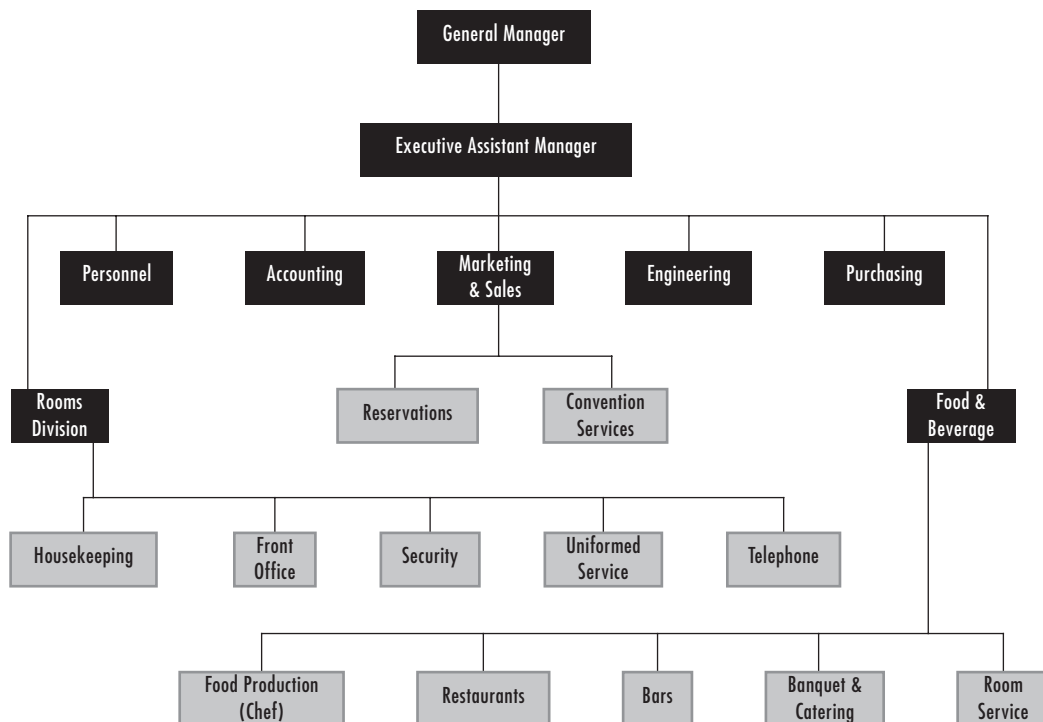 General Manager
Executive Assistant Manager
Personnel
Accounting
Marketing
& Sales
Engineering
Purchasing
Rooms
Division
Reservations
Convention
Services
Food &
Beverage
Housekeeping
Front
Office
Security
Uniformed
Service
Telephone
Food Production
(Chef)
Restaurants
Bars
Banquet &
Catering
Room
Service